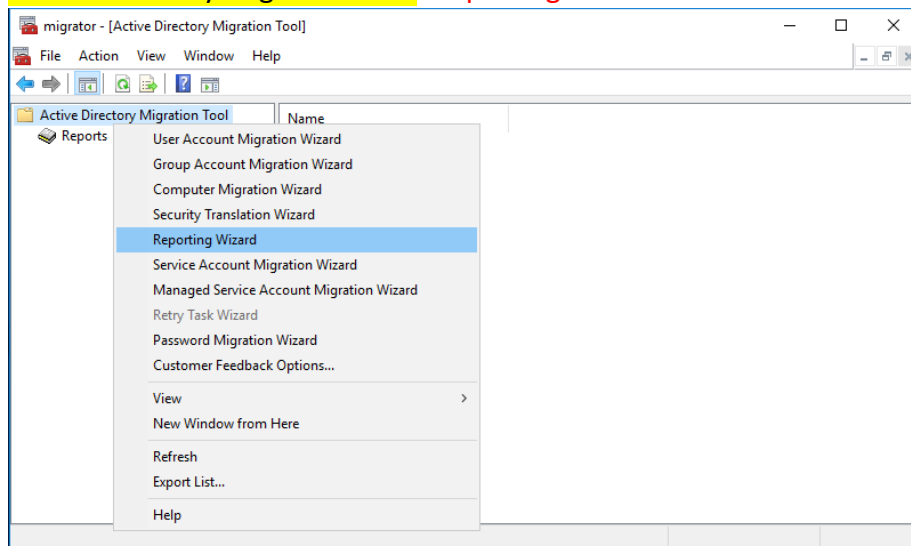 migrator - [Active Directory Migration Tool]
File Action View Window Help
Active Directory Migration Tool
Name
Reports
User Account Migration Wizard
Group Account Migration Wizard
Computer Migration Wizard
Security Translation Wizard
Reporting Wizard
Service Account Migration Wizard
Managed Service Account Migration Wizard
Retry Task Wizard
Password Migration Wizard
Customer Feedback Options...
View
New Window from Here
Refresh
Export List...
Help